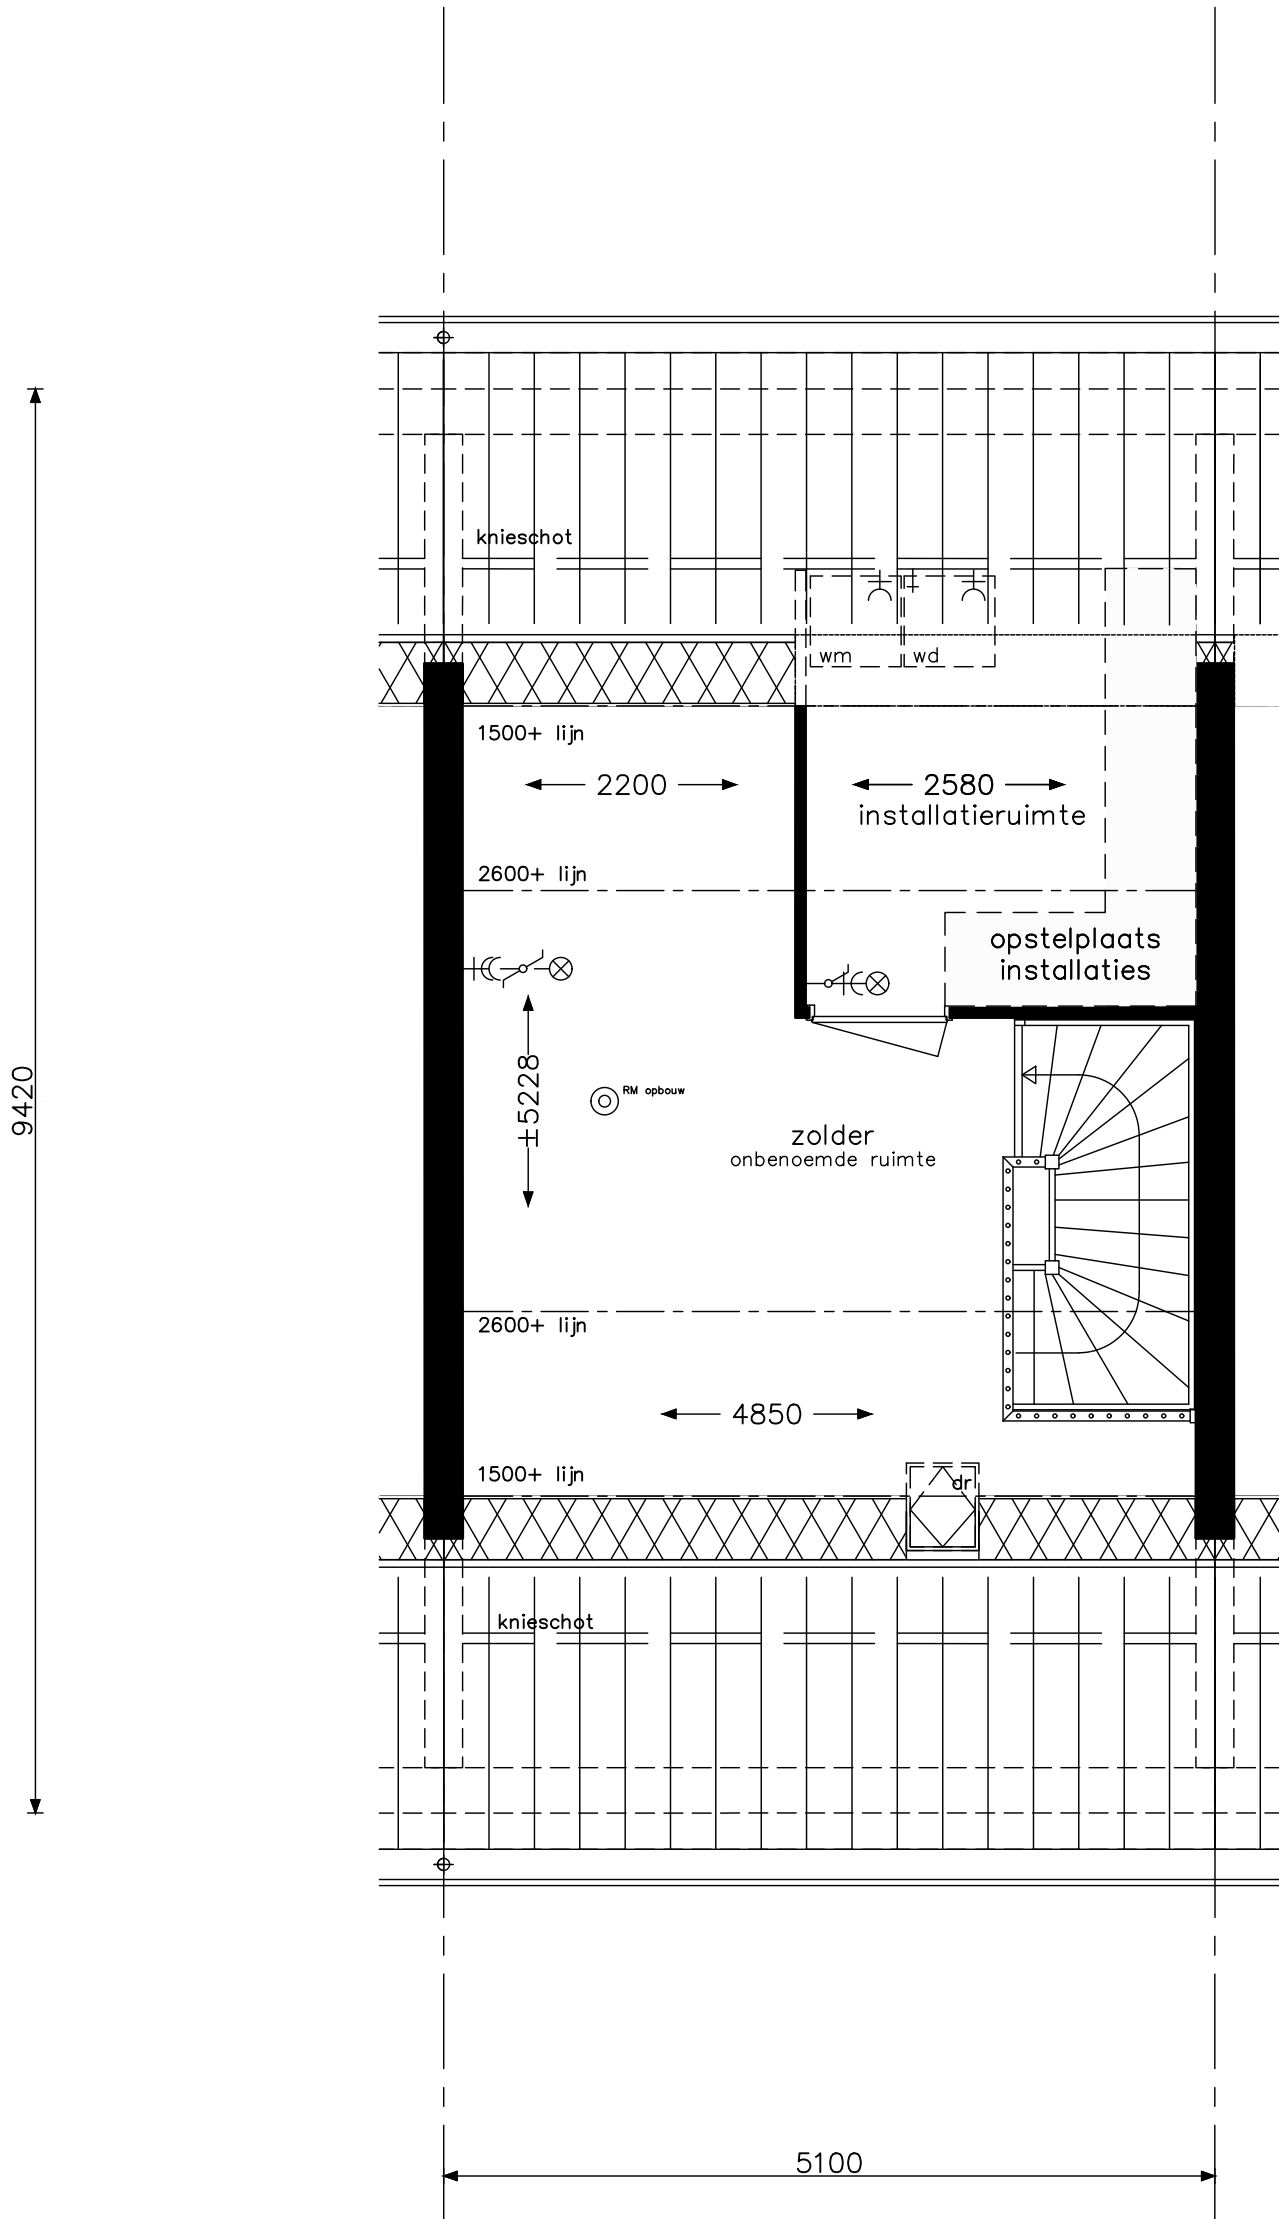 knieschot
wm
wd
1500+ lijn
2200
2580
installatieruimte
2600+ lijn
opstelplaats
installaties
±5228
9420
RM opbouw
zolder
onbenoemde ruimte
2600+ lijn
4850
1500+ lijn
dr
knieschot
5100